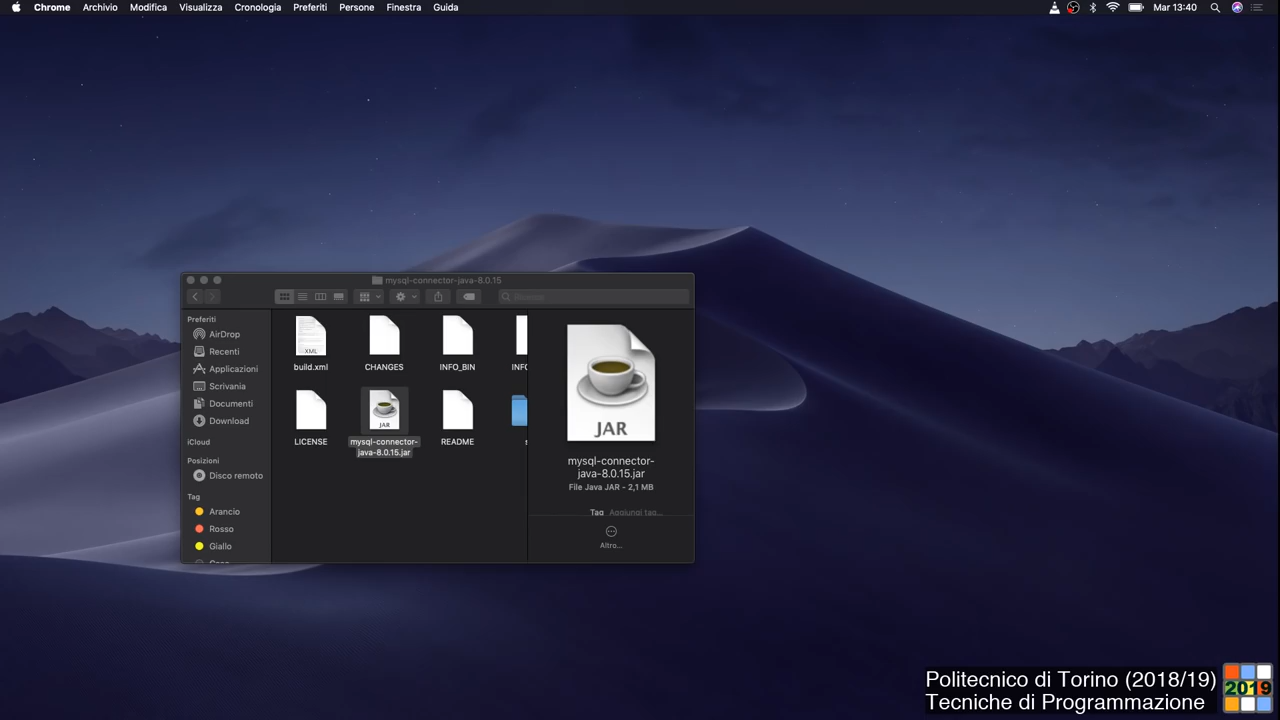 Chrome Archivio Modifica Visualizza Cronologia Preferiti Persone Finestra Guida Mar 13:40
mysql-connector-java-8.0.15
Preferiti
AirDrop
Recenti
Applicazioni
Scrivania
Documenti
Download
iCloud
Posizioni
Disco remoto
Tag
Arancio
Rosso
Giallo
XML
build.xml
CHANGES
INFO_BIN
INFO
LICENSE
JAR
mysql-connector-
java-8.0.15.jar
README
s
JAR
mysql-connector-
java-8.0.15.jar
File Java JAR - 2,1 MB
Tag Aggiungi tag...
Altro...
Politecnico di Torino (2018/19)
Tecniche di Programmazione
2019